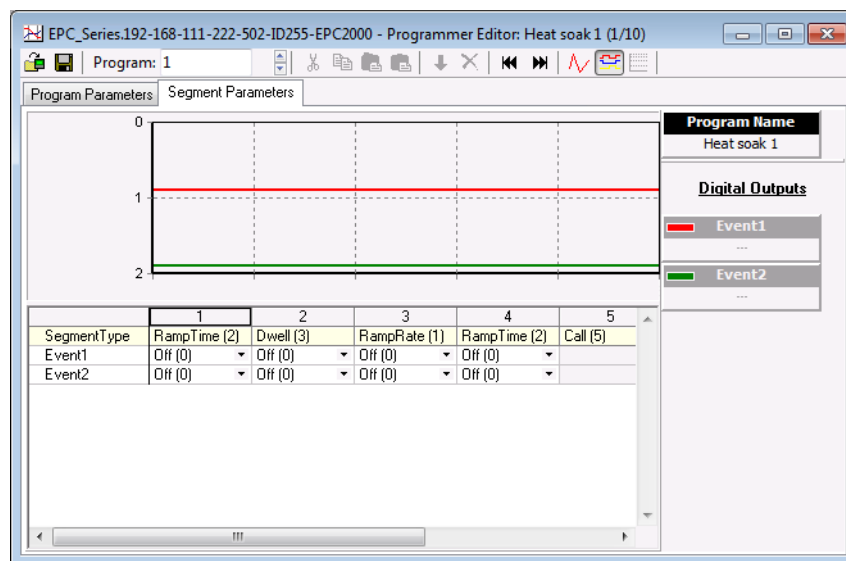 EPC_Series.192-168-111-222-502-ID255-EPC2000 - Programmer Editor: Heat soak 1 (1/10)
Program: 1
Program Parameters Segment Parameters
0
1
2
Program Name
Heat soak 1
Digital Outputs
Event1
---
Event2
---
1 2 3 4 5
SegmentType RampTime (2) Dwell (3) RampRate (1) RampTime (2) Call (5)
Event1 Off (0) Off (0) Off (0) Off (0)
Event2 Off (0) Off (0) Off (0) Off (0)